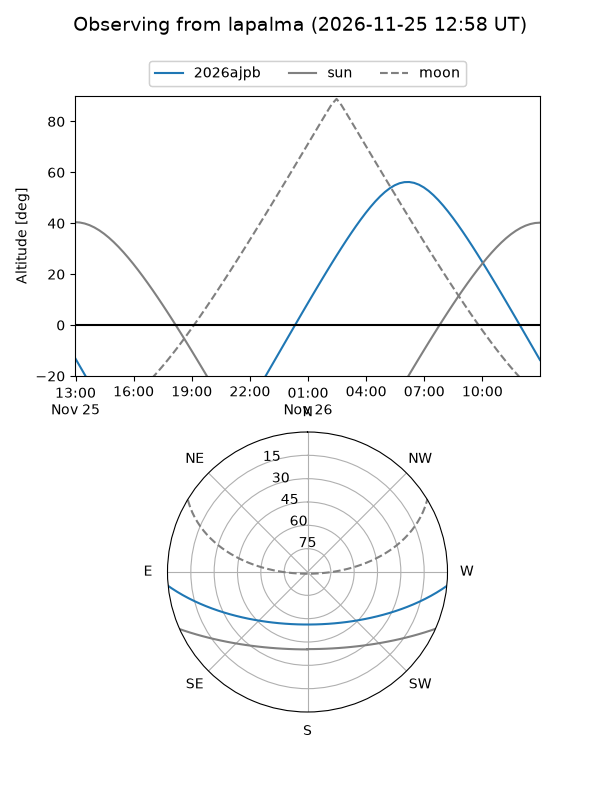 Observing from lapalma (2026-11-25 12:58 UT)
2026ajpb sun moon
Altitude [deg]
80
60
40
20
0
−20
13:00 16:00 19:00 22:00 01:00 04:00 07:00 10:00
Nov 25 Nov 26
N
NE NW
15
30
45
60
75
E W
SE SW
S